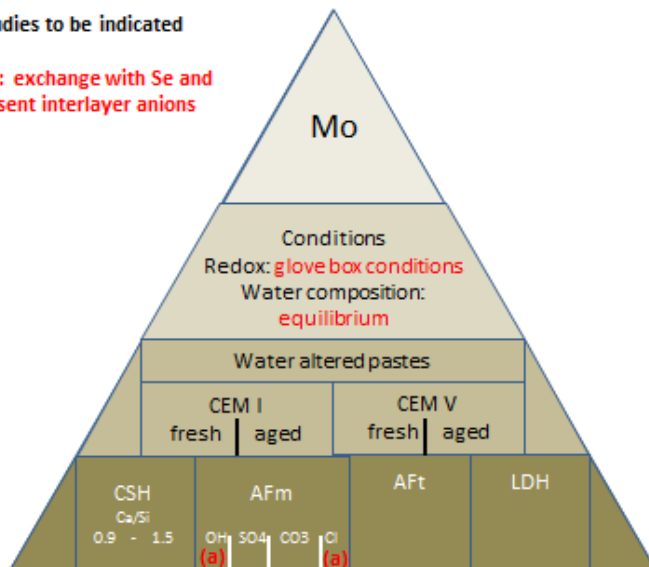 udies to be indicated
: exchange with Se and
sent interlayer anions
Mo
Conditions
Redox: glove box conditions
Water composition:
equilibrium
Water altered pastes
CEM I
fresh aged
CEM V
fresh aged
CSH
Ca/Si
0.9 - 1.5
AFm
OH SO4 CO3 Cl
(a) (a)
AFt
LDH